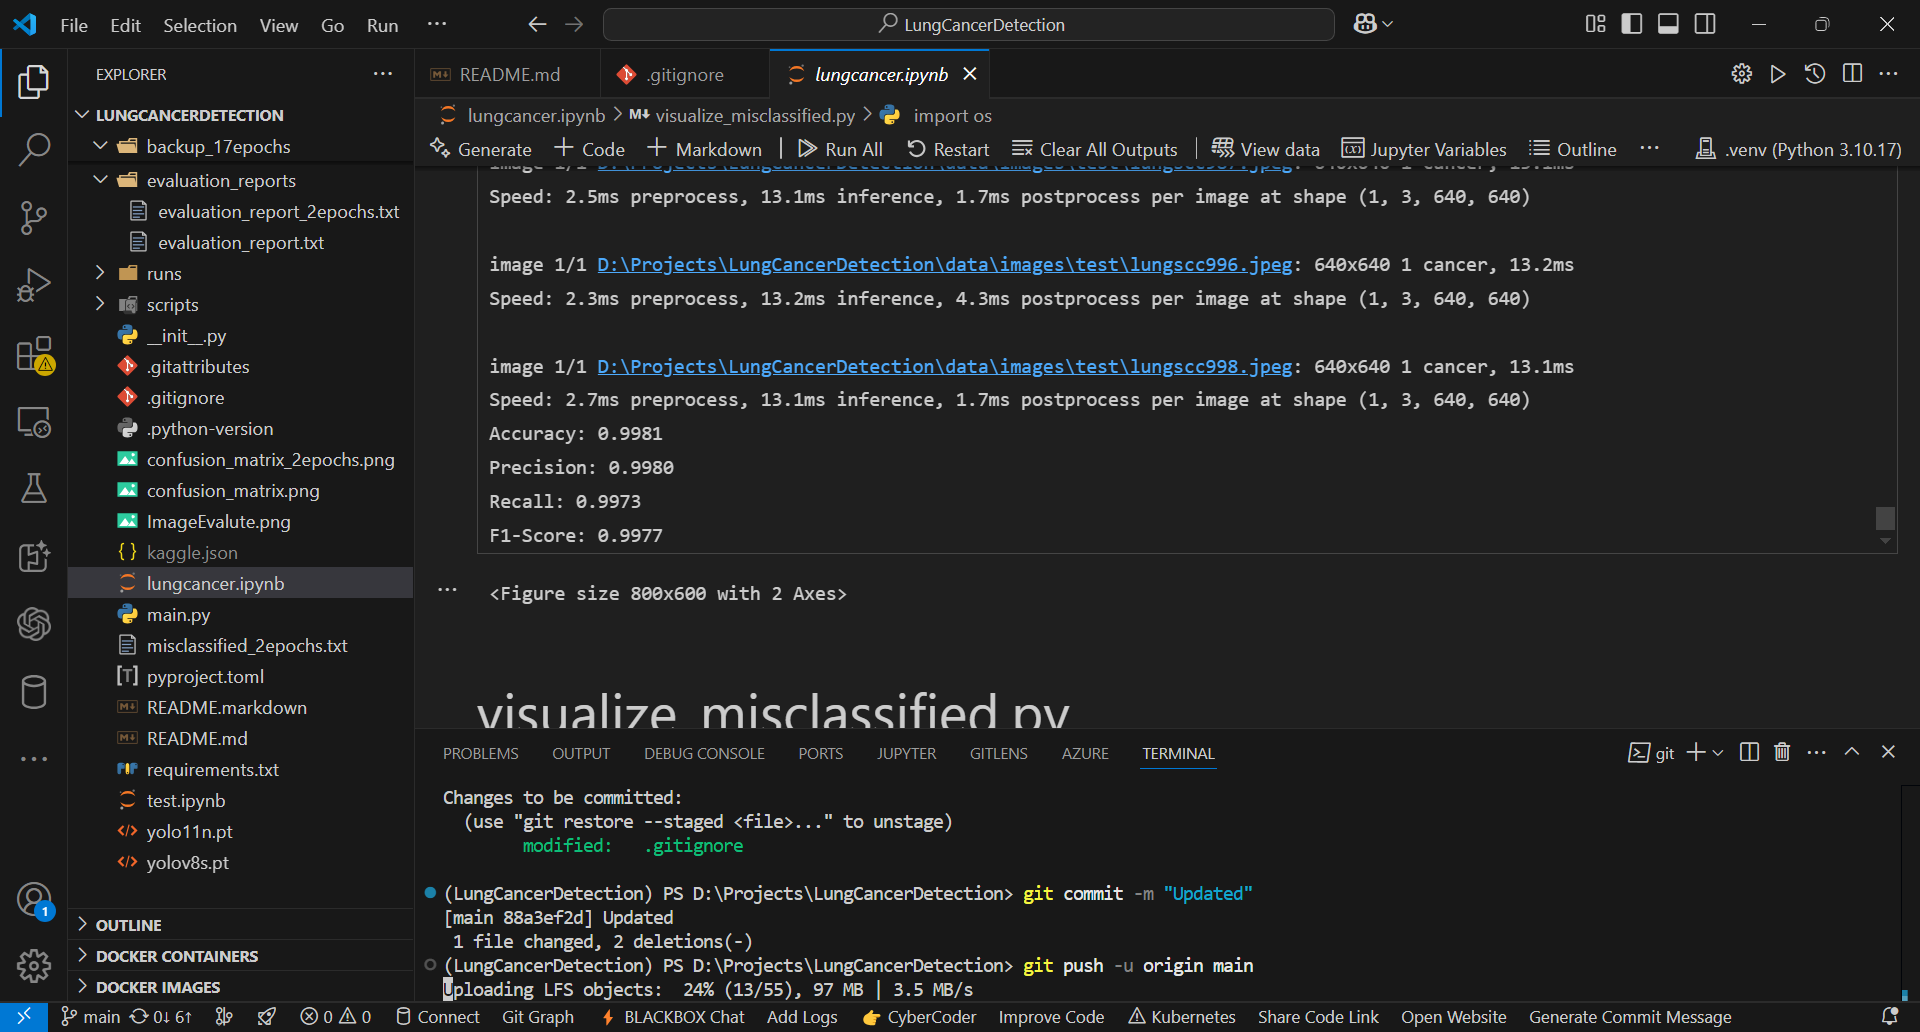 File Edit Selection View Go Run ···
LungCancerDetection
EXPLORER ···
LUNGCANCERDETECTION
backup_17epochs
evaluation_reports
evaluation_report_2epochs.txt
evaluation_report.txt
runs
scripts
__init__.py
.gitattributes
.gitignore
.python-version
confusion_matrix_2epochs.png
confusion_matrix.png
ImageEvalute.png
kaggle.json
lungcancer.ipynb
main.py
misclassified_2epochs.txt
pyproject.toml
README.markdown
README.md
requirements.txt
test.ipynb
yolo11n.pt
yolov8s.pt
OUTLINE
DOCKER CONTAINERS
DOCKER IMAGES
1
README.md .gitignore lungcancer.ipynb
lungcancer.ipynb > M↓ visualize_misclassified.py > import os
Generate + Code + Markdown | Run All Restart Clear All Outputs | View data Jupyter Variables Outline ··· .venv (Python 3.10.17)
Speed: 2.5ms preprocess, 13.1ms inference, 1.7ms postprocess per image at shape (1, 3, 640, 640)
image 1/1 D:\Projects\LungCancerDetection\data\images\test\lungscc996.jpeg: 640x640 1 cancer, 13.2ms
Speed: 2.3ms preprocess, 13.2ms inference, 4.3ms postprocess per image at shape (1, 3, 640, 640)
image 1/1 D:\Projects\LungCancerDetection\data\images\test\lungscc998.jpeg: 640x640 1 cancer, 13.1ms
Speed: 2.7ms preprocess, 13.1ms inference, 1.7ms postprocess per image at shape (1, 3, 640, 640)
Accuracy: 0.9981
Precision: 0.9980
Recall: 0.9973
F1-Score: 0.9977
··· <Figure size 800x600 with 2 Axes>
visualize_misclassified.py
PROBLEMS OUTPUT DEBUG CONSOLE PORTS JUPYTER GITLENS AZURE TERMINAL git
Changes to be committed:
(use "git restore --staged <file>..." to unstage)
modified: .gitignore
(LungCancerDetection) PS D:\Projects\LungCancerDetection> git commit -m "Updated"
[main 88a3ef2d] Updated
1 file changed, 2 deletions(-)
(LungCancerDetection) PS D:\Projects\LungCancerDetection> git push -u origin main
Uploading LFS objects: 24% (13/55), 97 MB | 3.5 MB/s
main 0↓ 6↑ 0 0 Connect Git Graph BLACKBOX Chat Add Logs CyberCoder Improve Code Kubernetes Share Code Link Open Website Generate Commit Message